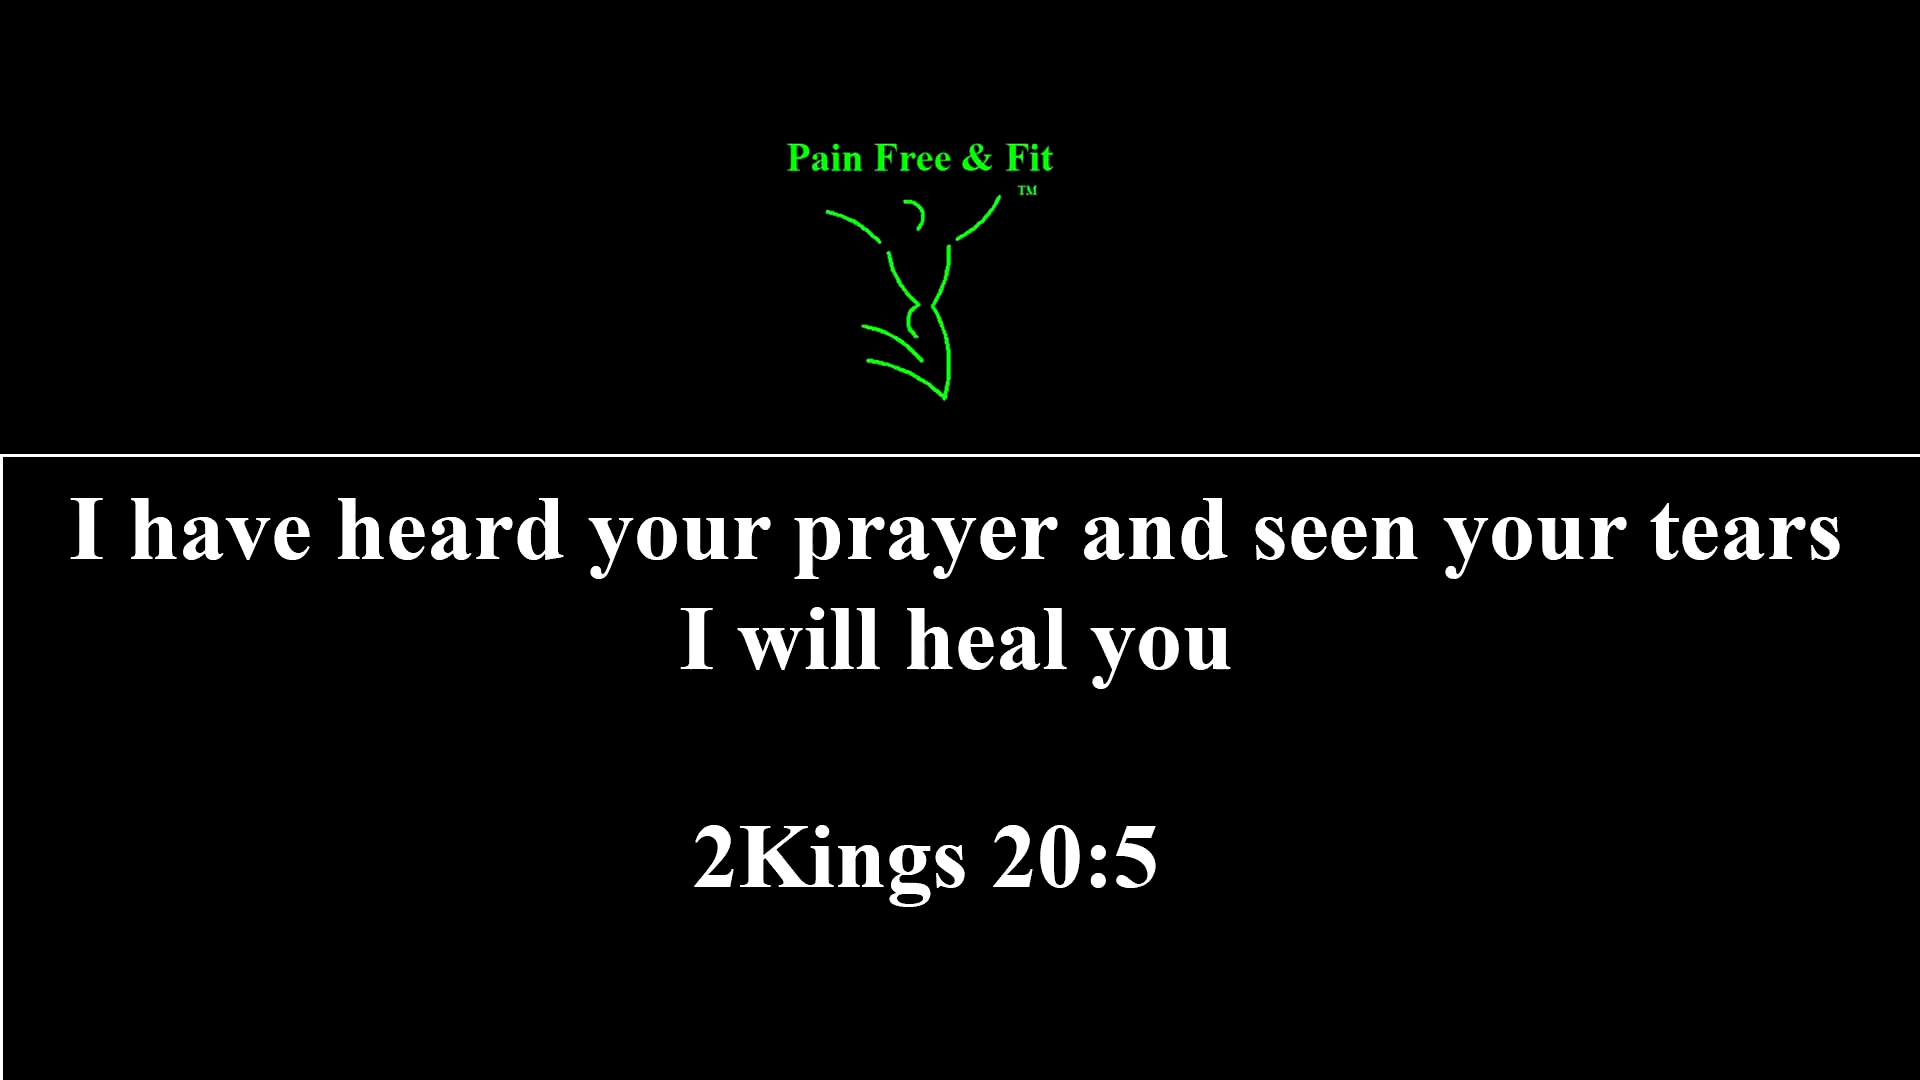 Pain Free & Fit
TM
I have heard your prayer and seen your tears
I will heal you
2Kings 20:5